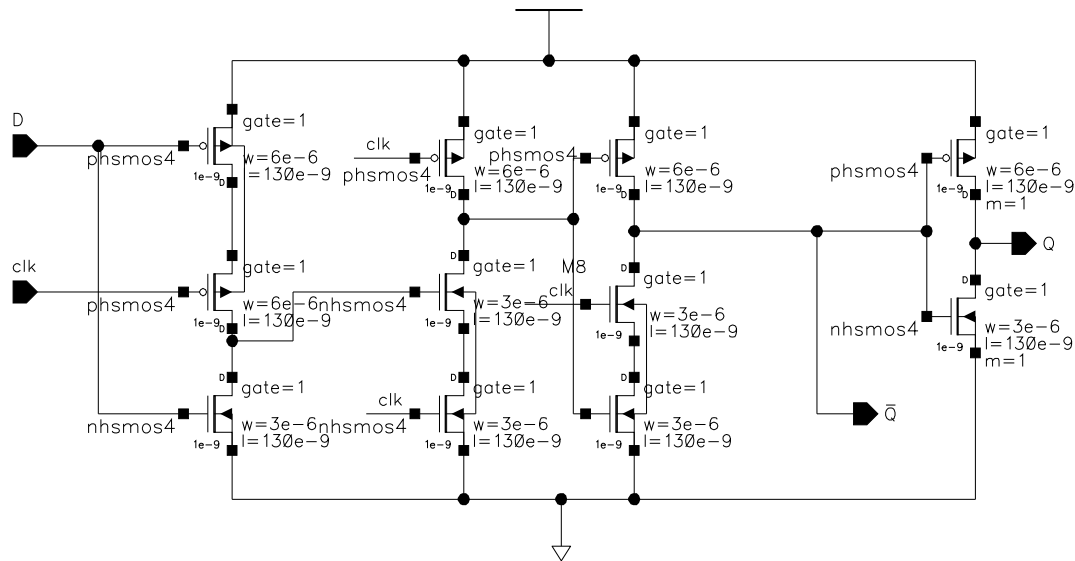 D
gate=1
phsmos4
w=6e-6
l=130e-9
1e-9
D
clk
gate=1
phsmos4
w=6e-6
l=130e-9
1e-9
D
D
gate=1
nhsmos4
w=3e-6
l=130e-9
1e-9
clk
gate=1
phsmos4
w=6e-6
l=130e-9
1e-9
D
D
gate=1
nhsmos4
w=3e-6
l=130e-9
1e-9
clk
D
gate=1
nhsmos4
w=3e-6
l=130e-9
1e-9
gate=1
phsmos4
w=6e-6
l=130e-9
1e-9
D
M8
clk
D
gate=1
w=3e-6
l=130e-9
1e-9
D
gate=1
w=3e-6
l=130e-9
1e-9
gate=1
phsmos4
w=6e-6
l=130e-9
m=1
1e-9
D
Q
D
gate=1
nhsmos4
w=3e-6
l=130e-9
m=1
1e-9
Q̅